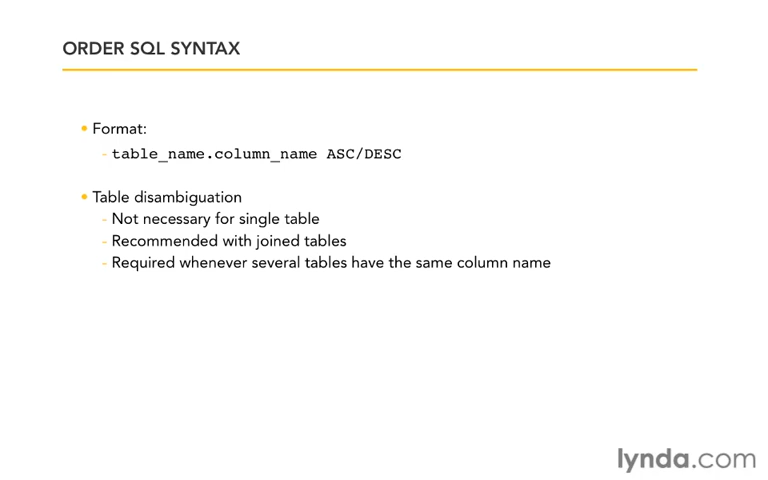 ORDER SQL SYNTAX
• Format:
- table_name.column_name ASC/DESC
• Table disambiguation
- Not necessary for single table
- Recommended with joined tables
- Required whenever several tables have the same column name
lynda.com